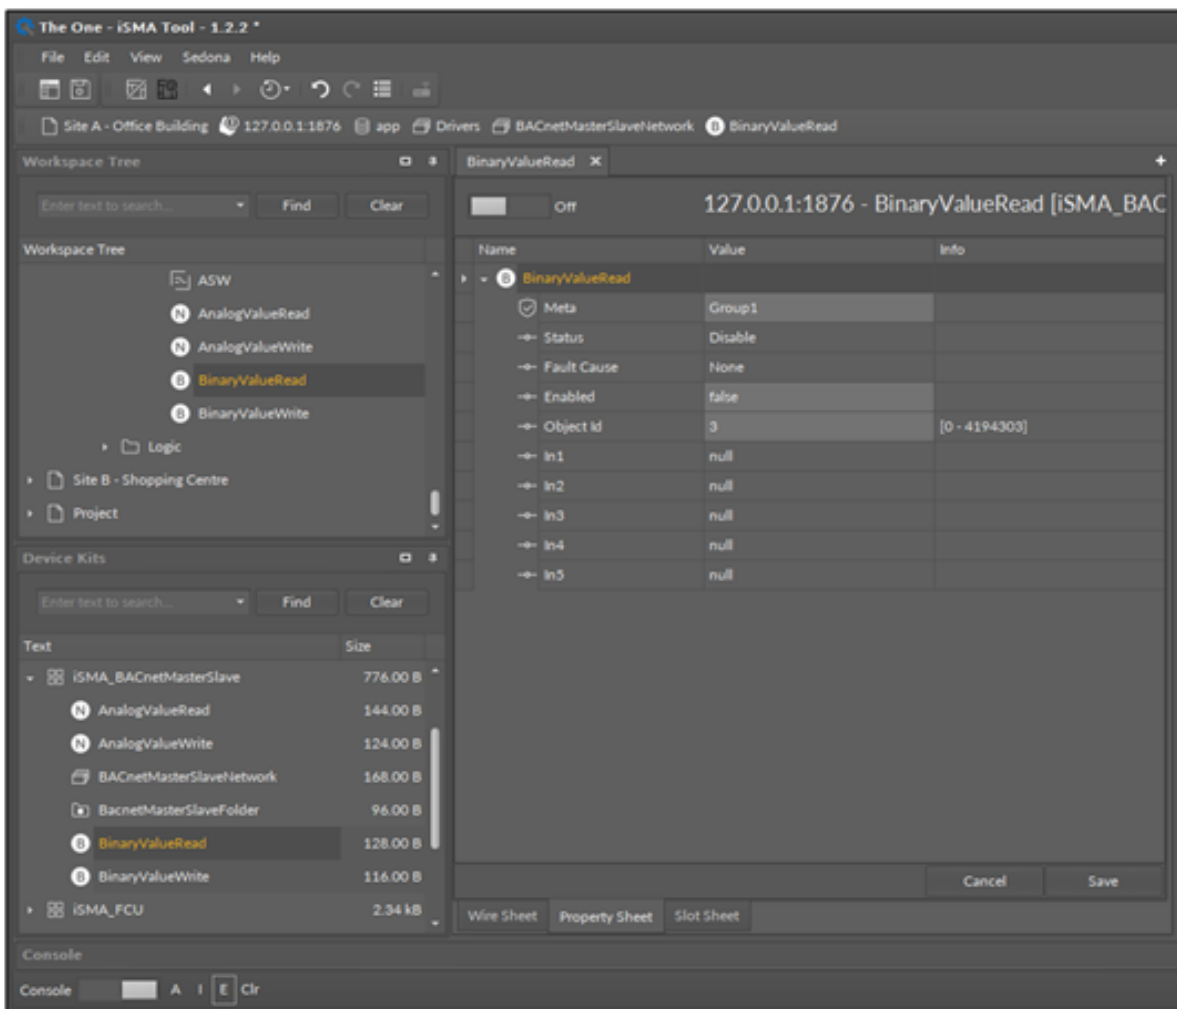 The One - iSMA Tool - 1.2.2 *
File Edit View Sedona Help
Site A - Office Building 127.0.0.1:1876 app Drivers BACnetMasterSlaveNetwork B BinaryValueRead
Workspace Tree
Enter text to search... Find Clear
Workspace Tree
ASW
N AnalogValueRead
N AnalogValueWrite
B BinaryValueRead
B BinaryValueWrite
Logic
Site B - Shopping Centre
Project
Device Kits
Enter text to search... Find Clear
Text Size
iSMA_BACnetMasterSlave 776.00 B
N AnalogValueRead 144.00 B
N AnalogValueWrite 124.00 B
BACnetMasterSlaveNetwork 168.00 B
BacnetMasterSlaveFolder 96.00 B
B BinaryValueRead 128.00 B
B BinaryValueWrite 116.00 B
iSMA_FCU 2.34 kB
BinaryValueRead
Off 127.0.0.1:1876 - BinaryValueRead [iSMA_BAC
Name Value Info
B BinaryValueRead
Meta Group1
Status Disable
Fault Cause None
Enabled false
Object Id 3 [0 - 4194303]
In1 null
In2 null
In3 null
In4 null
In5 null
Cancel Save
Wire Sheet Property Sheet Slot Sheet
Console
Console A I E Clr